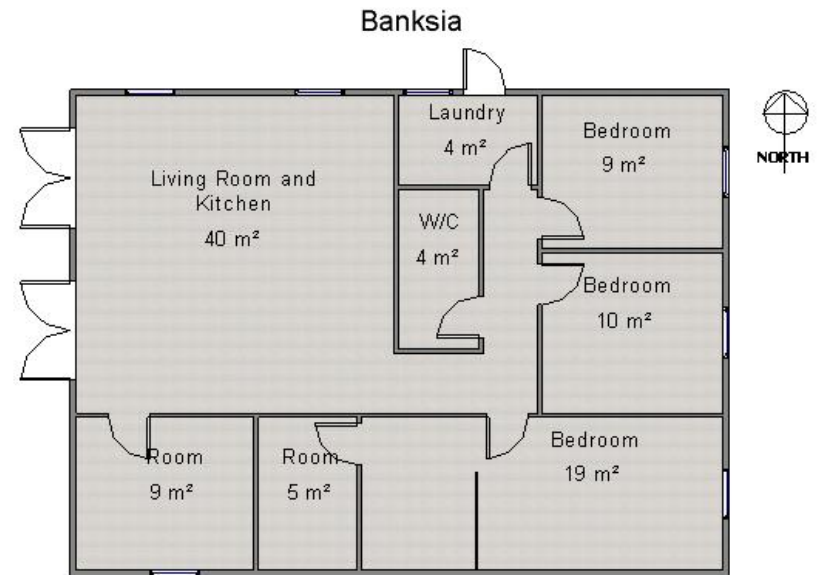 Banksia
Laundry
4 m²
Bedroom
9 m²
NORTH
Living Room and
Kitchen
40 m²
W/C
4 m²
Bedroom
10 m²
Room
9 m²
Room
5 m²
Bedroom
19 m²